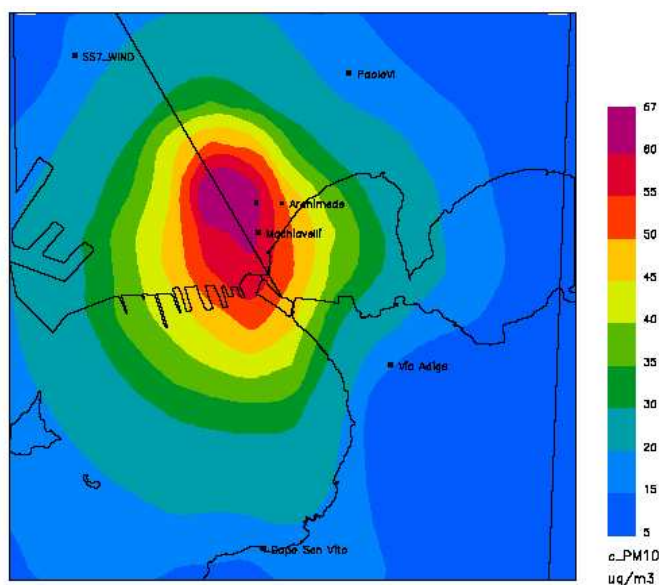 SS7_WIND
PaoloVI
Archimede
Machiavelli
Via Adige
Capo San Vito
67
60
55
50
45
40
35
30
20
15
5
c_PM10
ug/m3